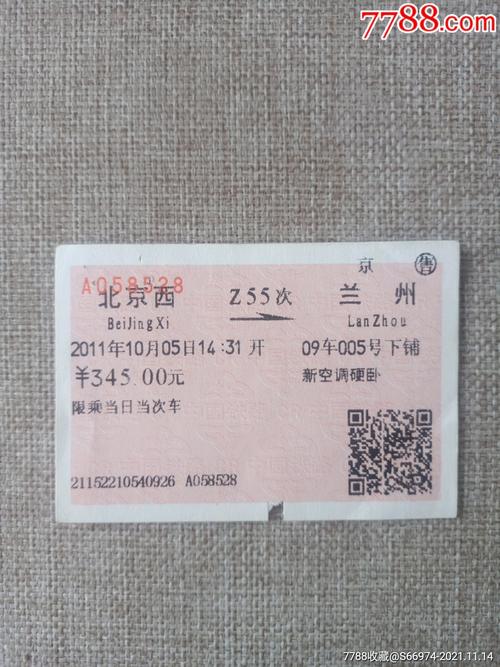 7788.com
京 售
A058528
北京西 Z55次 兰州
BeiJingXi LanZhou
2011年10月05日14:31开 09车005号下铺
¥345.00元 新空调硬卧
限乘当日当次车
21152210540926 A058528
7788收藏@S66974-2021.11.14